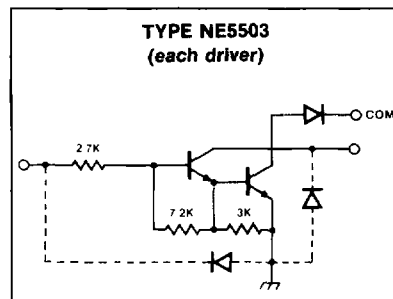 TYPE NE5503
(each driver)
COM
2.7K
7.2K 3K